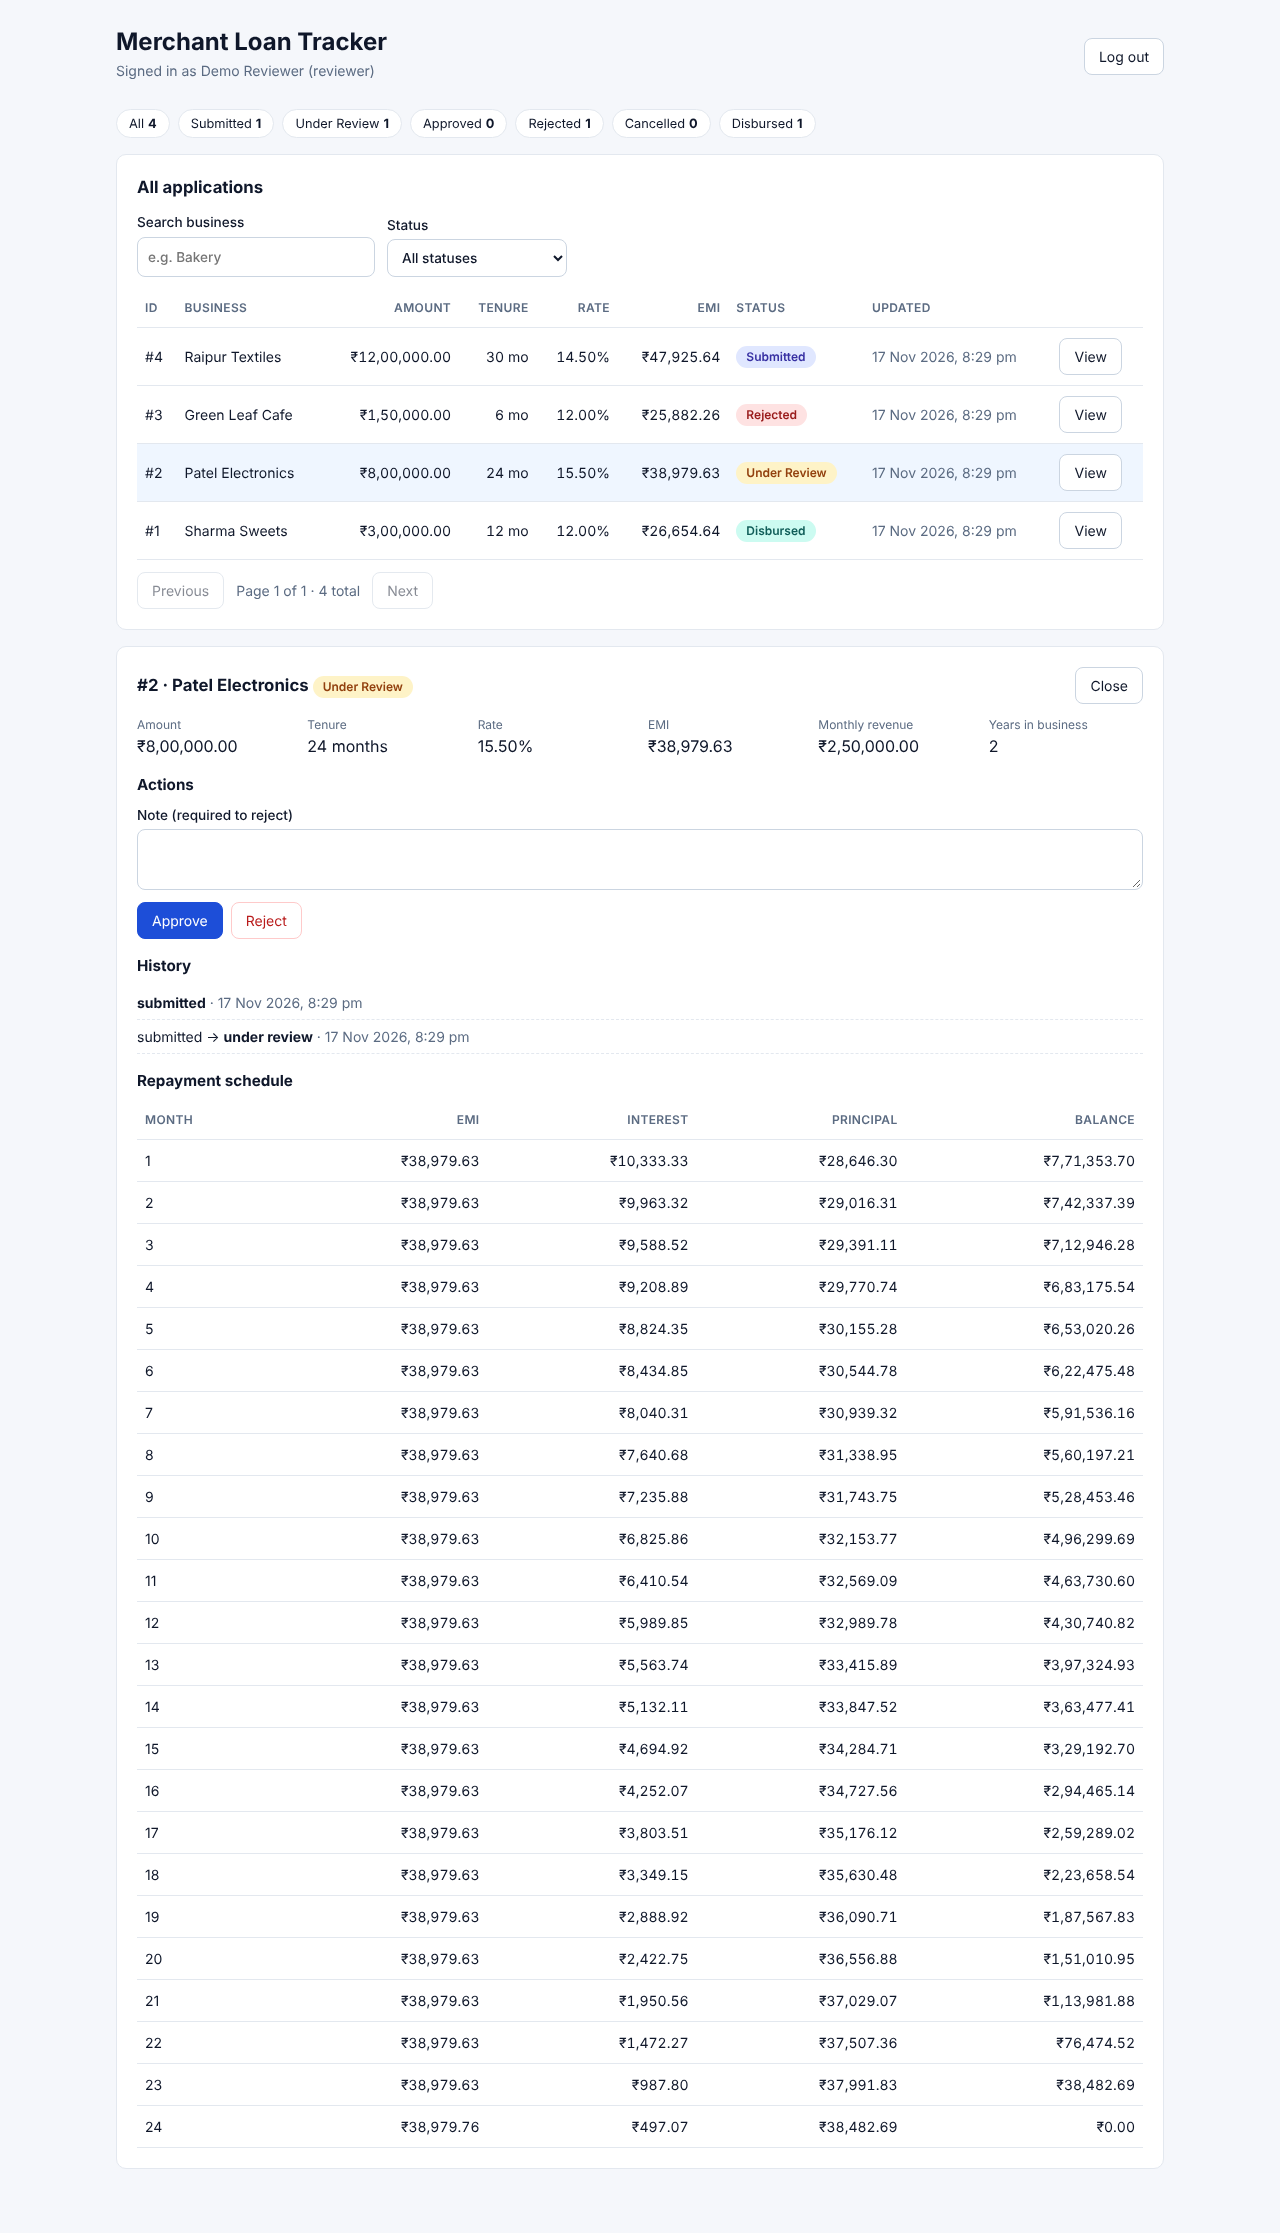 Merchant Loan Tracker
Signed in as Demo Reviewer (reviewer)
Log out
All 4 Submitted 1 Under Review 1 Approved 0 Rejected 1 Cancelled 0 Disbursed 1
All applications
Search business
Status
e.g. Bakery
All statuses
ID BUSINESS AMOUNT TENURE RATE EMI STATUS UPDATED
#4 Raipur Textiles ₹12,00,000.00 30 mo 14.50% ₹47,925.64 Submitted 17 Nov 2026, 8:29 pm View
#3 Green Leaf Cafe ₹1,50,000.00 6 mo 12.00% ₹25,882.26 Rejected 17 Nov 2026, 8:29 pm View
#2 Patel Electronics ₹8,00,000.00 24 mo 15.50% ₹38,979.63 Under Review 17 Nov 2026, 8:29 pm View
#1 Sharma Sweets ₹3,00,000.00 12 mo 12.00% ₹26,654.64 Disbursed 17 Nov 2026, 8:29 pm View
Previous Page 1 of 1 · 4 total Next
#2 · Patel Electronics Under Review Close
Amount Tenure Rate EMI Monthly revenue Years in business
₹8,00,000.00 24 months 15.50% ₹38,979.63 ₹2,50,000.00 2
Actions
Note (required to reject)
Approve Reject
History
submitted · 17 Nov 2026, 8:29 pm
submitted → under review · 17 Nov 2026, 8:29 pm
Repayment schedule
MONTH EMI INTEREST PRINCIPAL BALANCE
1 ₹38,979.63 ₹10,333.33 ₹28,646.30 ₹7,71,353.70
2 ₹38,979.63 ₹9,963.32 ₹29,016.31 ₹7,42,337.39
3 ₹38,979.63 ₹9,588.52 ₹29,391.11 ₹7,12,946.28
4 ₹38,979.63 ₹9,208.89 ₹29,770.74 ₹6,83,175.54
5 ₹38,979.63 ₹8,824.35 ₹30,155.28 ₹6,53,020.26
6 ₹38,979.63 ₹8,434.85 ₹30,544.78 ₹6,22,475.48
7 ₹38,979.63 ₹8,040.31 ₹30,939.32 ₹5,91,536.16
8 ₹38,979.63 ₹7,640.68 ₹31,338.95 ₹5,60,197.21
9 ₹38,979.63 ₹7,235.88 ₹31,743.75 ₹5,28,453.46
10 ₹38,979.63 ₹6,825.86 ₹32,153.77 ₹4,96,299.69
11 ₹38,979.63 ₹6,410.54 ₹32,569.09 ₹4,63,730.60
12 ₹38,979.63 ₹5,989.85 ₹32,989.78 ₹4,30,740.82
13 ₹38,979.63 ₹5,563.74 ₹33,415.89 ₹3,97,324.93
14 ₹38,979.63 ₹5,132.11 ₹33,847.52 ₹3,63,477.41
15 ₹38,979.63 ₹4,694.92 ₹34,284.71 ₹3,29,192.70
16 ₹38,979.63 ₹4,252.07 ₹34,727.56 ₹2,94,465.14
17 ₹38,979.63 ₹3,803.51 ₹35,176.12 ₹2,59,289.02
18 ₹38,979.63 ₹3,349.15 ₹35,630.48 ₹2,23,658.54
19 ₹38,979.63 ₹2,888.92 ₹36,090.71 ₹1,87,567.83
20 ₹38,979.63 ₹2,422.75 ₹36,556.88 ₹1,51,010.95
21 ₹38,979.63 ₹1,950.56 ₹37,029.07 ₹1,13,981.88
22 ₹38,979.63 ₹1,472.27 ₹37,507.36 ₹76,474.52
23 ₹38,979.63 ₹987.80 ₹37,991.83 ₹38,482.69
24 ₹38,979.76 ₹497.07 ₹38,482.69 ₹0.00